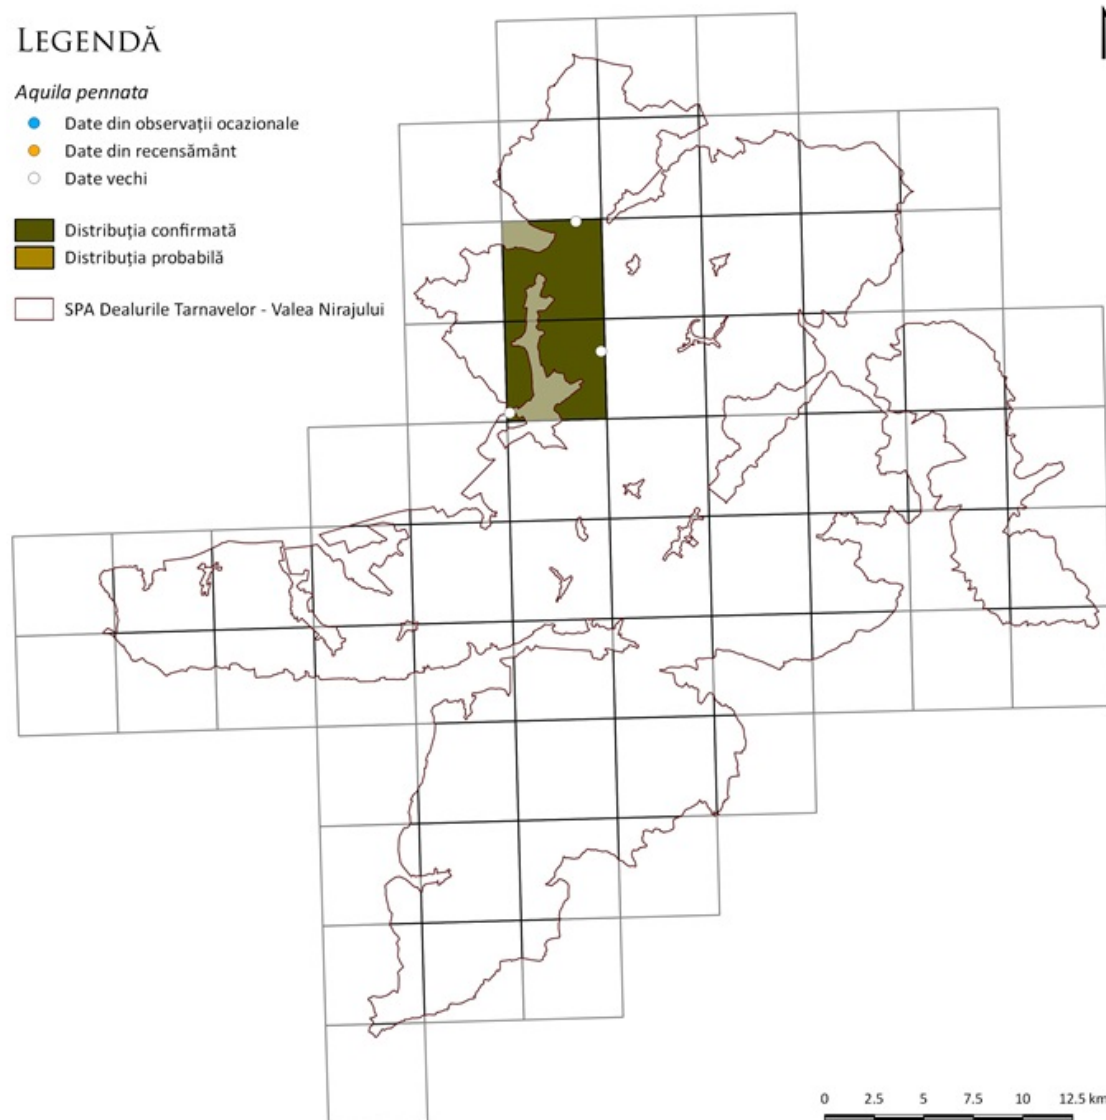 LEGENDĂ
Aquila pennata
Date din observații ocazionale
Date din recensământ
Date vechi
Distribuția confirmată
Distribuția probabilă
SPA Dealurile Tarnavelor - Valea Nirajului
0 2.5 5 7.5 10 12.5 km